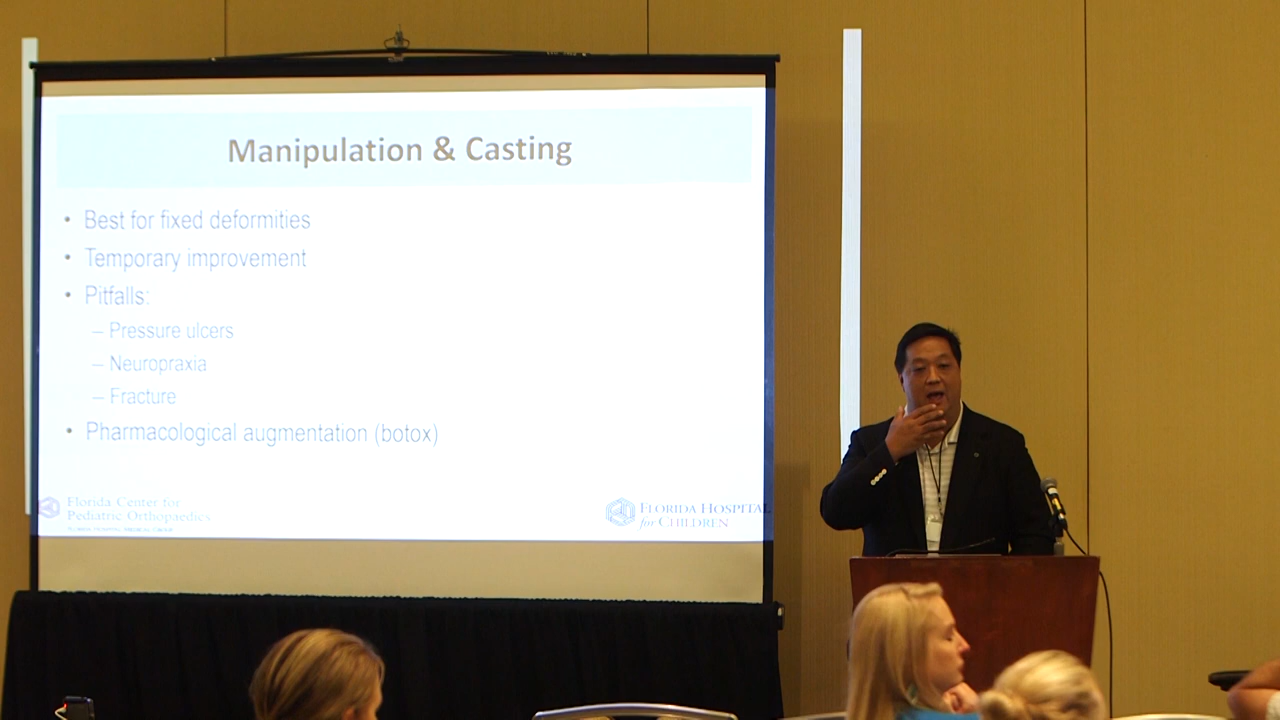 Manipulation & Casting
• Best for fixed deformities
• Temporary improvement
• Pitfalls:
– Pressure ulcers
– Neuropraxia
– Fracture
• Pharmacological augmentation (botox)
Florida Center for
Pediatric Orthopaedics
FLORIDA HOSPITAL
for CHILDREN